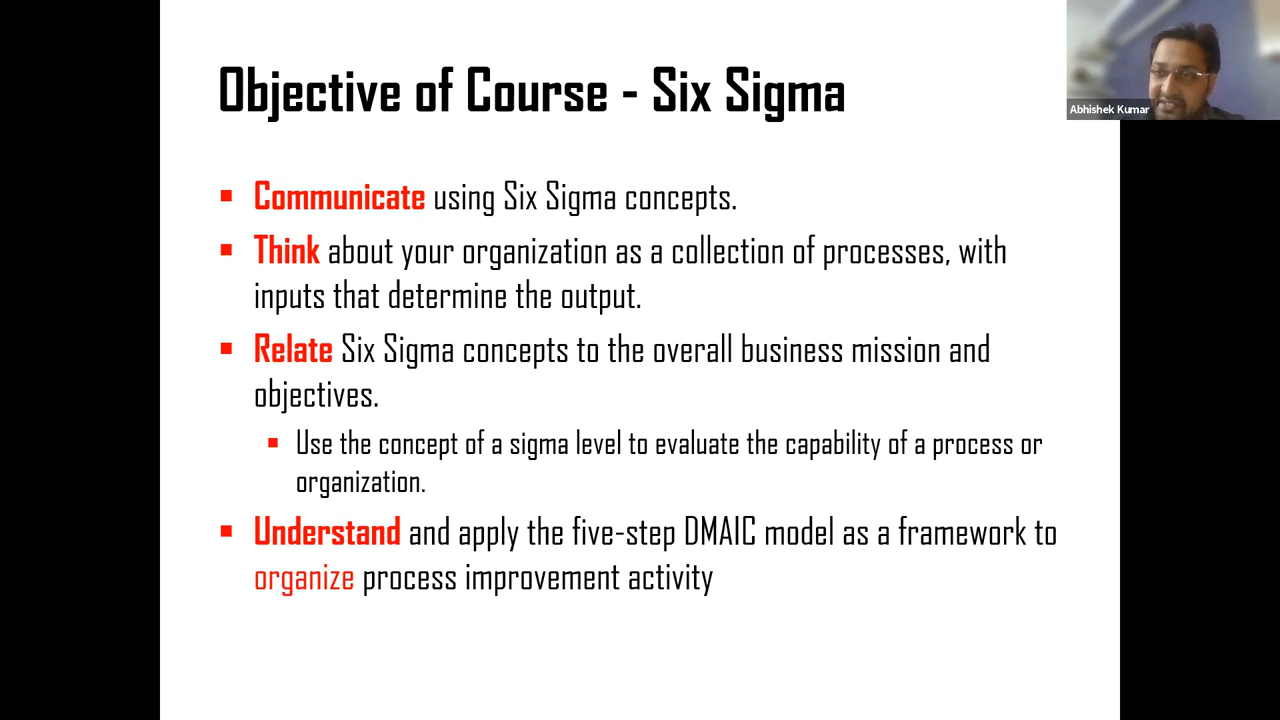 Objective of Course - Six Sigma
Abhishek Kumar
▪ Communicate using Six Sigma concepts.
▪ Think about your organization as a collection of processes, with
inputs that determine the output.
▪ Relate Six Sigma concepts to the overall business mission and
objectives.
▪ Use the concept of a sigma level to evaluate the capability of a process or
organization.
▪ Understand and apply the five-step DMAIC model as a framework to
organize process improvement activity